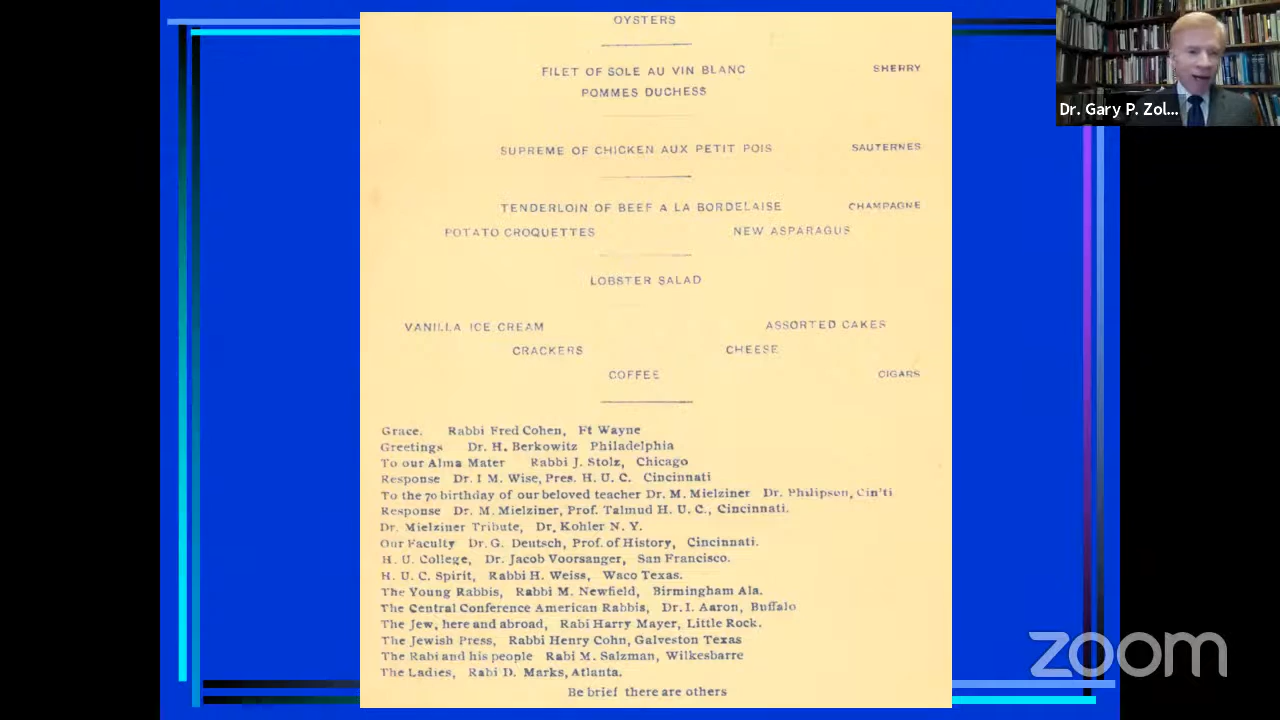 OYSTERS
FILET OF SOLE AU VIN BLANC SHERRY
POMMES DUCHESS
SUPREME OF CHICKEN AUX PETIT POIS SAUTERNES
TENDERLOIN OF BEEF A LA BORDELAISE CHAMPAGNE
POTATO CROQUETTES NEW ASPARAGUS
LOBSTER SALAD
VANILLA ICE CREAM ASSORTED CAKES
CRACKERS CHEESE
COFFEE CIGARS
Grace. Rabbi Fred Cohen, Ft Wayne
Greetings Dr. H. Berkowitz Philadelphia
To our Alma Mater Rabbi J. Stolz, Chicago
Response Dr. I M. Wise, Pres. H. U. C. Cincinnati
To the 70 birthday of our beloved teacher Dr. M. Mielziner Dr. Philipson, Cin'ti
Response Dr. M. Mielziner, Prof. Talmud H. U. C., Cincinnati.
Dr. Mielziner Tribute, Dr. Kohler N. Y.
Our Faculty Dr. G. Deutsch, Prof. of History, Cincinnati.
H. U. College, Dr. Jacob Voorsanger, San Francisco.
H. U. C. Spirit, Rabbi H. Weiss, Waco Texas.
The Young Rabbis, Rabbi M. Newfield, Birmingham Ala.
The Central Conference American Rabbis, Dr. I. Aaron, Buffalo
The Jew, here and abroad, Rabi Harry Mayer, Little Rock.
The Jewish Press, Rabbi Henry Cohn, Galveston Texas
The Rabi and his people Rabi M. Salzman, Wilkesbarre
The Ladies, Rabi D. Marks, Atlanta.
Be brief there are others
Dr. Gary P. Zol...
zoom